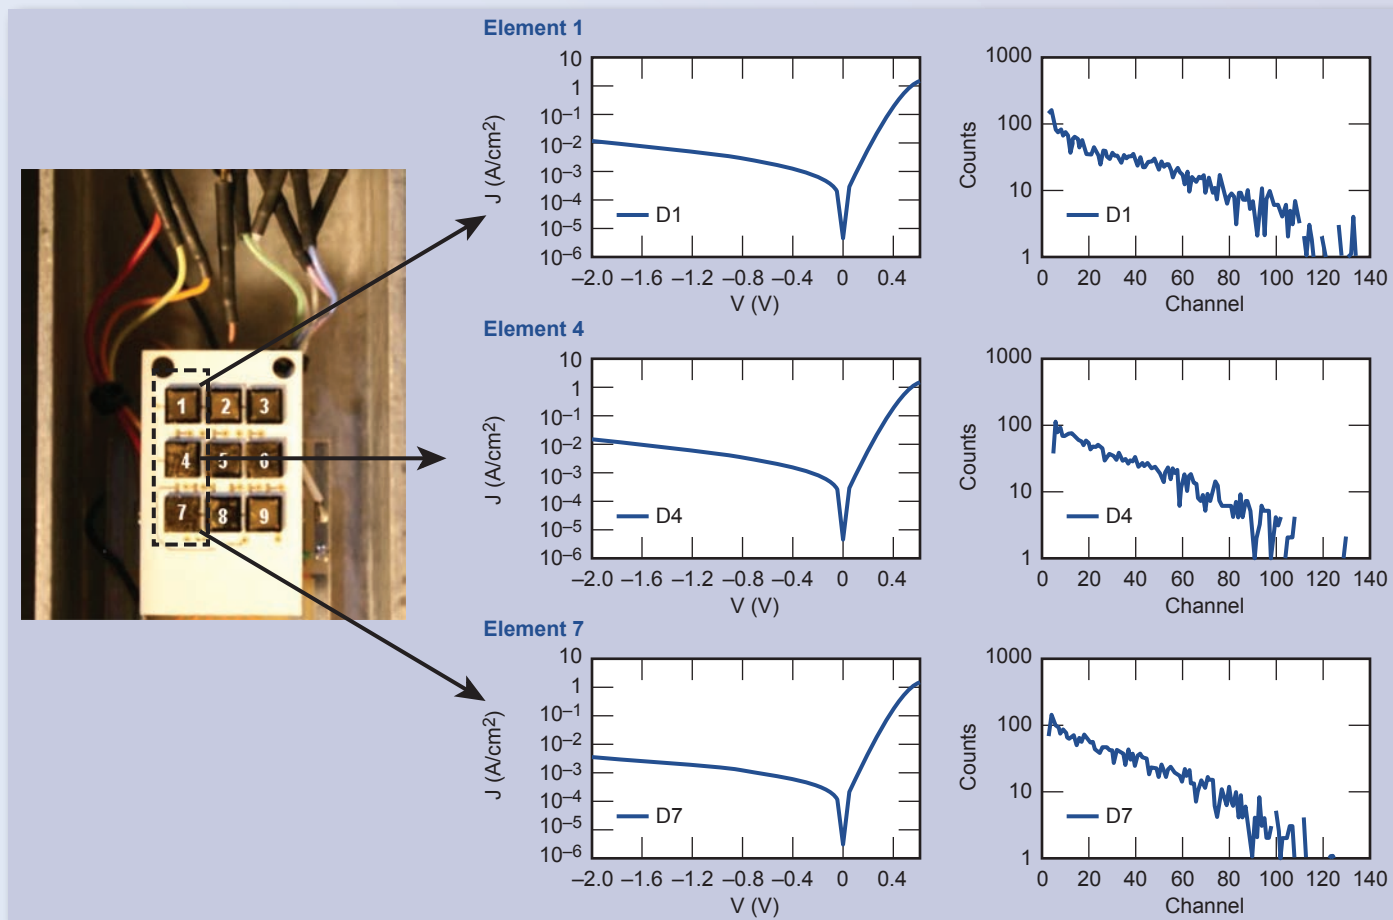 Element 1
10
1
10–1
10–2
10–3
10–4
10–5
10–6
J (A/cm2)
D1
–2.0 –1.6 –1.2 –0.8 –0.4 0 0.4
V (V)
1000
100
10
1
Counts
D1
0 20 40 60 80 100 120 140
Channel
1 2 3
4 5 6
7 8 9
Element 4
10
1
10–1
10–2
10–3
10–4
10–5
10–6
J (A/cm2)
D4
–2.0 –1.6 –1.2 –0.8 –0.4 0 0.4
V (V)
1000
100
10
1
Counts
D4
0 20 40 60 80 100 120 140
Channel
Element 7
10
1
10–1
10–2
10–3
10–4
10–5
10–6
J (A/cm2)
D7
–2.0 –1.6 –1.2 –0.8 –0.4 0 0.4
V (V)
1000
100
10
1
Counts
D7
0 20 40 60 80 100 120 140
Channel